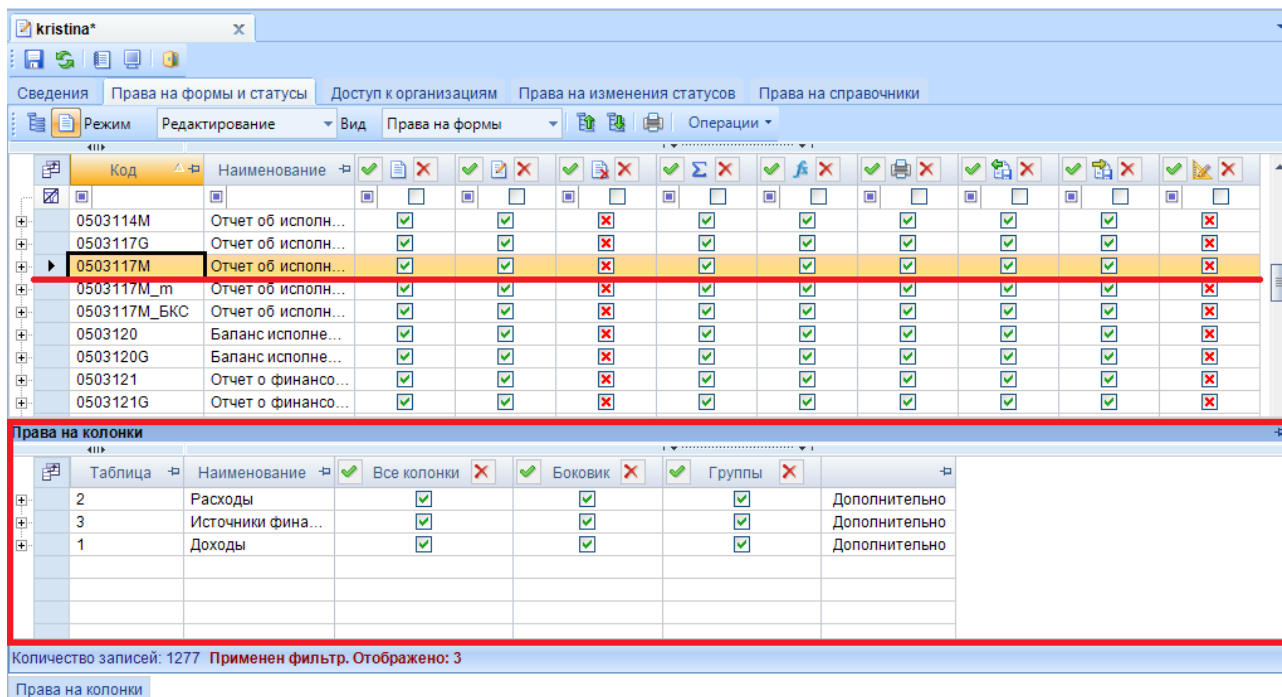 kristina*
Сведения Права на формы и статусы Доступ к организациям Права на изменения статусов Права на справочники
Режим Редактирование Вид Права на формы Операции
Код Наименование
0503114М Отчет об исполн...
0503117G Отчет об исполн...
0503117М Отчет об исполн...
0503117М_m Отчет об исполн...
0503117М_БКС Отчет об исполн...
0503120 Баланс исполне...
0503120G Баланс исполне...
0503121 Отчет о финансо...
0503121G Отчет о финансо...
Права на колонки
Таблица Наименование Все колонки Боковик Группы
2 Расходы Дополнительно
3 Источники фина... Дополнительно
1 Доходы Дополнительно
Количество записей: 1277 Применен фильтр. Отображено: 3
Права на колонки